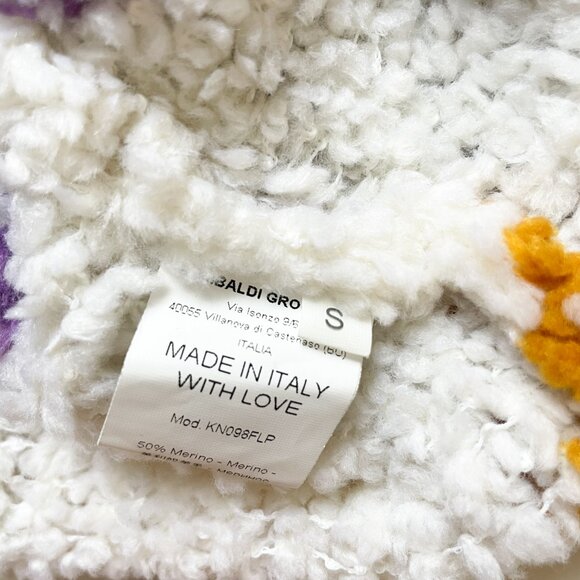 BALDI GRO
S
Via Isonzo 9/6
40055 Villanova di Castenaso (BO)
ITALIA
MADE IN ITALY
WITH LOVE
Mod. KN098FLP
50% Merino - Merino -